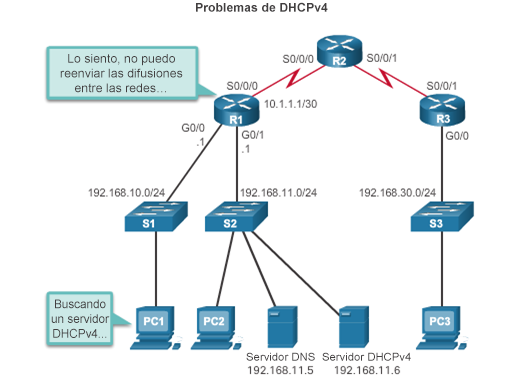 Problemas de DHCPv4
Lo siento, no puedo
reenviar las difusiones
entre las redes...
R2
S0/0/0
S0/0/1
S0/0/0
S0/0/1
10.1.1.1/30
R1
R3
G0/0
.1
G0/1
.1
G0/0
192.168.10.0/24
192.168.11.0/24
192.168.30.0/24
S1
S2
S3
Buscando
un servidor
DHCPv4...
PC1
PC2
PC3
Servidor DNS
192.168.11.5
Servidor DHCPv4
192.168.11.6